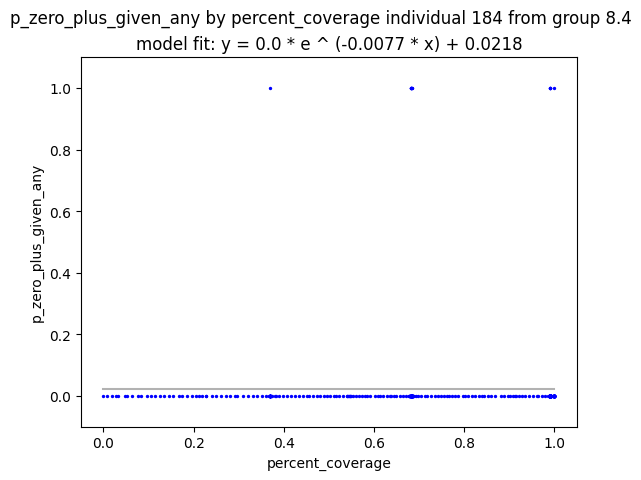 p_zero_plus_given_any by percent_coverage individual 184 from group 8.4
model fit: y = 0.0 * e ^ (-0.0077 * x) + 0.0218
1.0
0.8
0.6
0.4
0.2
0.0
p_zero_plus_given_any
0.0 0.2 0.4 0.6 0.8 1.0
percent_coverage